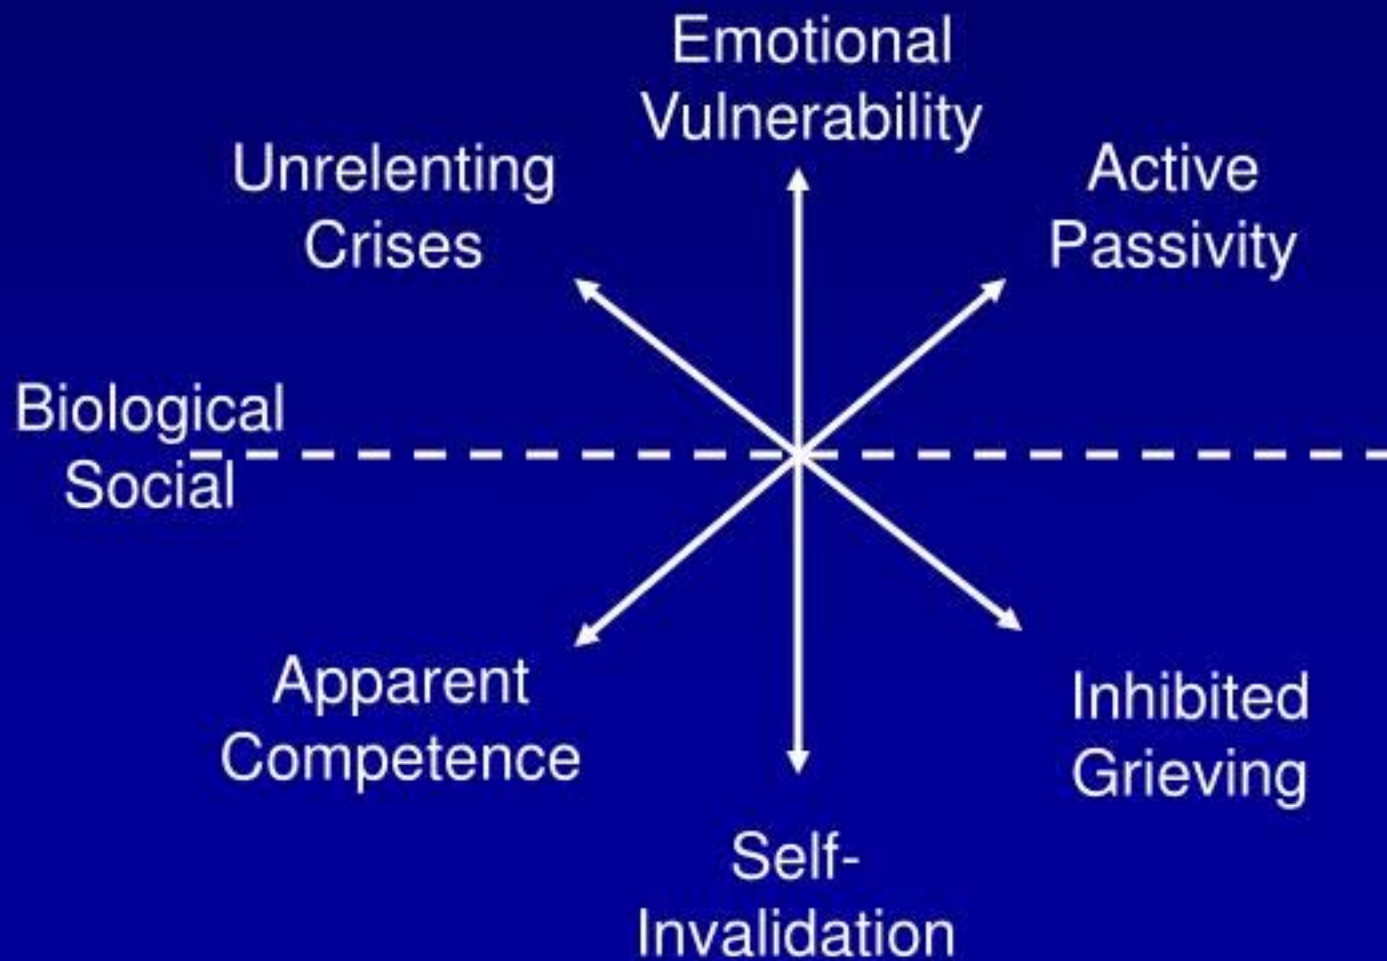 Emotional
Vulnerability
Unrelenting
Crises
Active
Passivity
Biological
Social
Apparent
Competence
Inhibited
Grieving
Self-
Invalidation